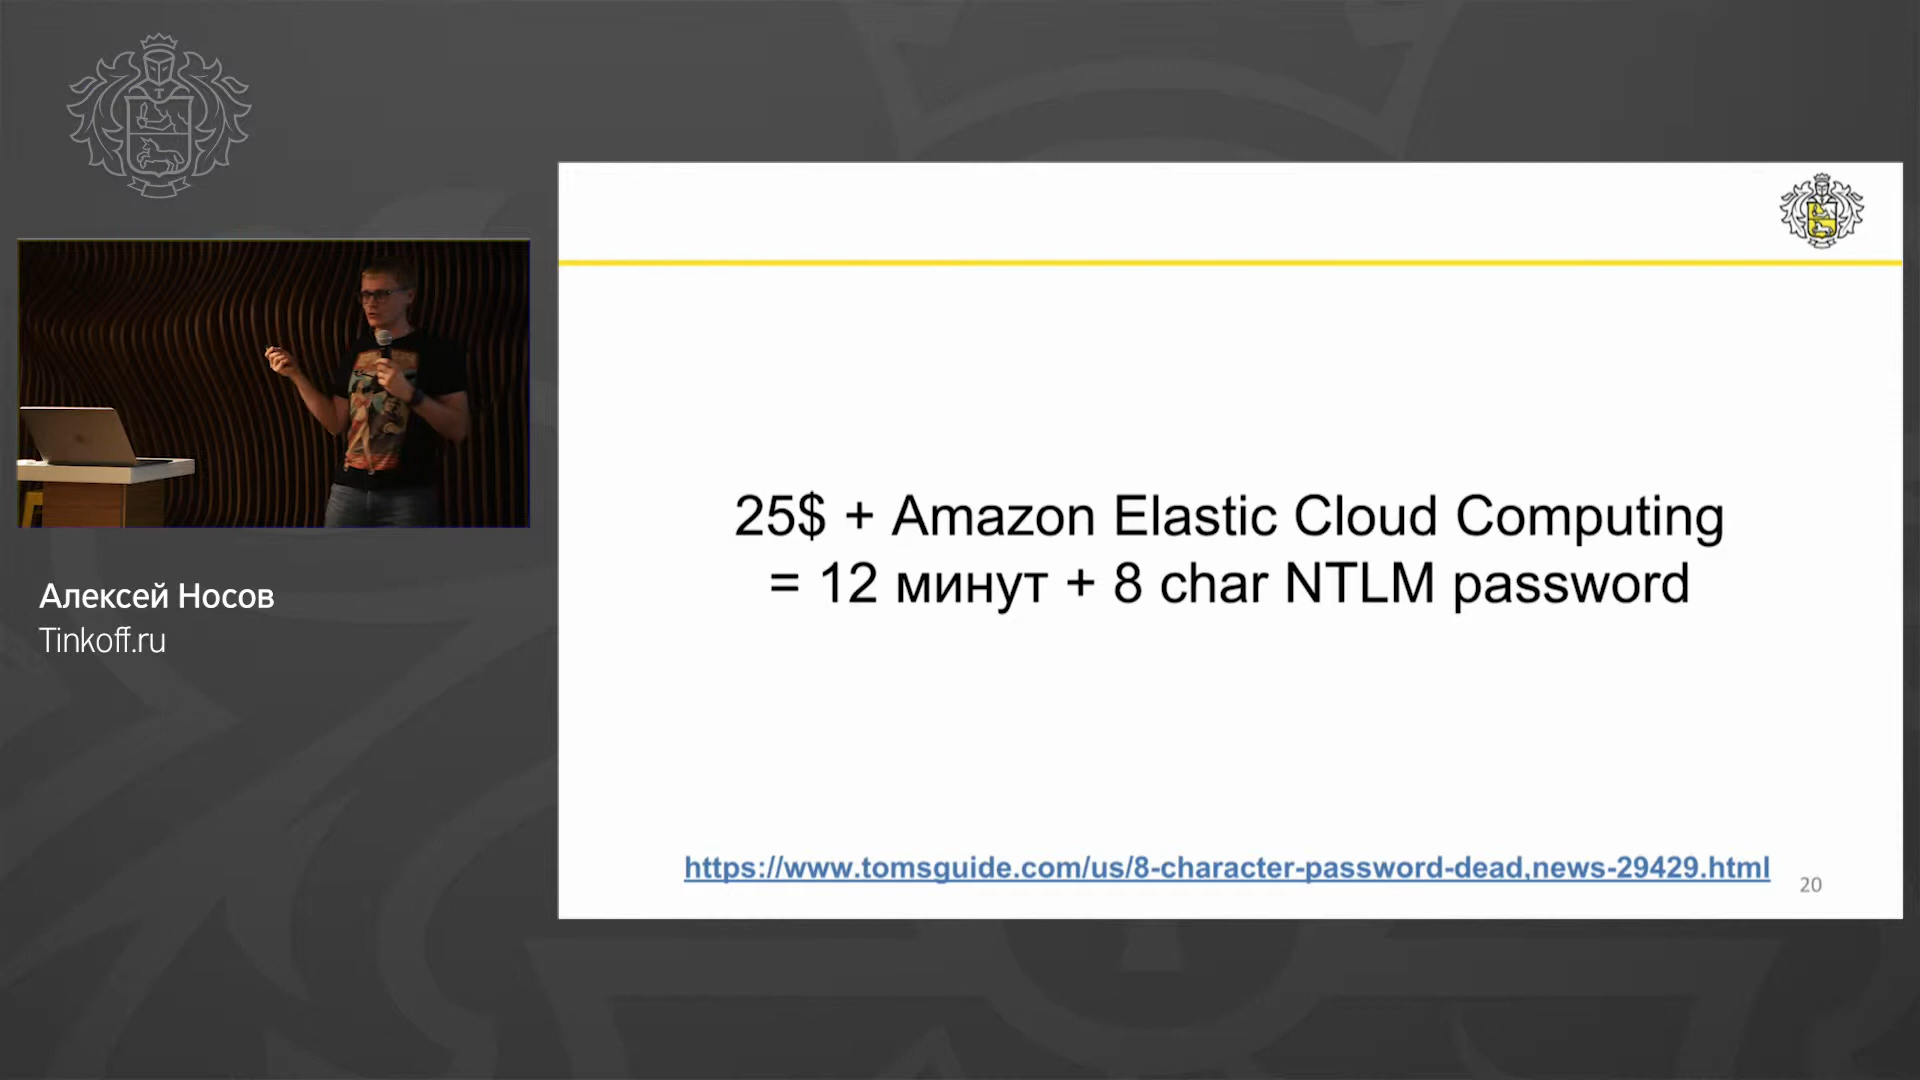 Алексей Носов
Tinkoff.ru
25$ + Amazon Elastic Cloud Computing
= 12 минут + 8 char NTLM password
https://www.tomsguide.com/us/8-character-password-dead,news-29429.html
20